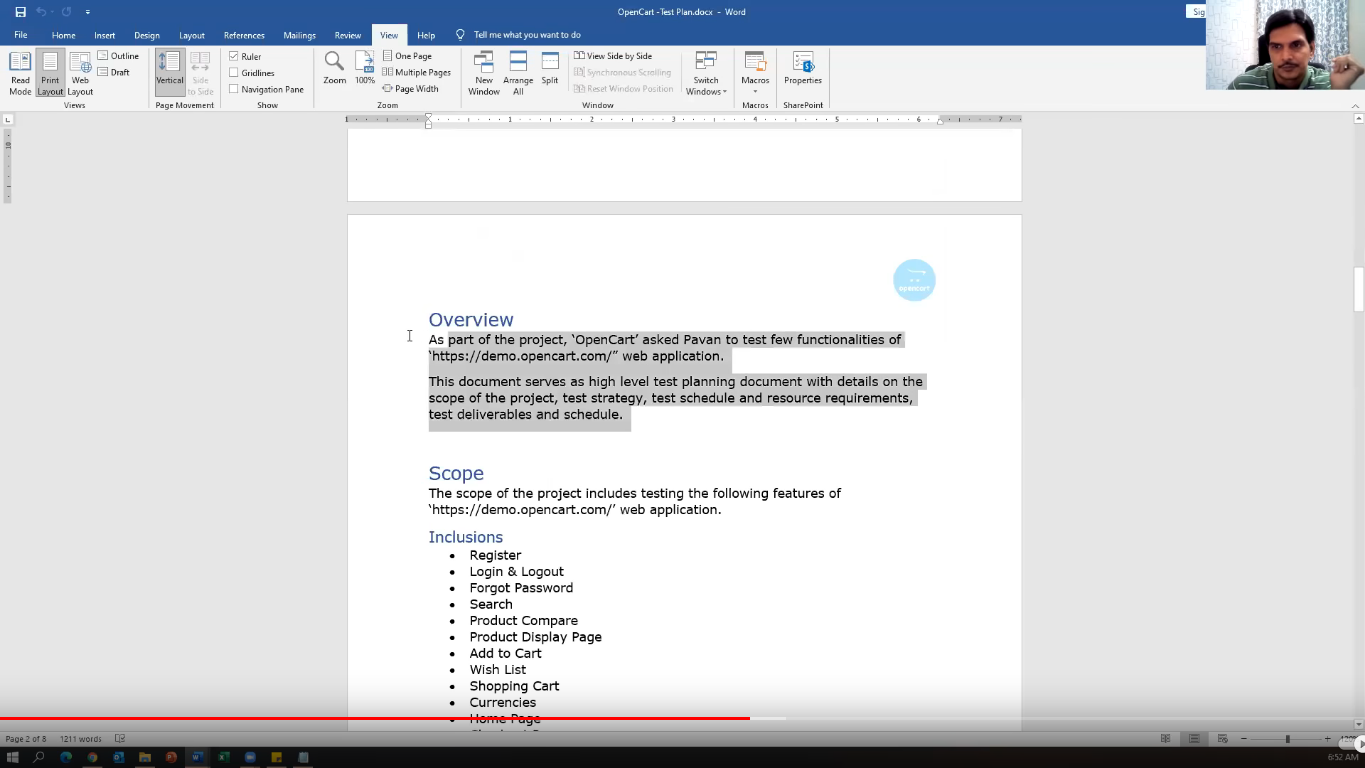 OpenCart -Test Plan.docx - Word
Sig
File Home Insert Design Layout References Mailings Review View Help Tell me what you want to do
Read Mode
Print Layout
Web Layout
Outline
Draft
Views
Vertical
Side to Side
Page Movement
Ruler
Gridlines
Navigation Pane
Show
Zoom
100%
One Page
Multiple Pages
Page Width
Zoom
New Window
Arrange All
Split
View Side by Side
Synchronous Scrolling
Reset Window Position
Window
Switch Windows
Macros
Macros
Properties
SharePoint
1 2 3 4 5 6 7
opencart
Overview
As part of the project, ‘OpenCart’ asked Pavan to test few functionalities of
‘https://demo.opencart.com/” web application.
This document serves as high level test planning document with details on the
scope of the project, test strategy, test schedule and resource requirements,
test deliverables and schedule.
Scope
The scope of the project includes testing the following features of
‘https://demo.opencart.com/’ web application.
Inclusions
• Register
• Login & Logout
• Forgot Password
• Search
• Product Compare
• Product Display Page
• Add to Cart
• Wish List
• Shopping Cart
• Currencies
• Home Page
Page 2 of 8 1211 words
6:52 AM